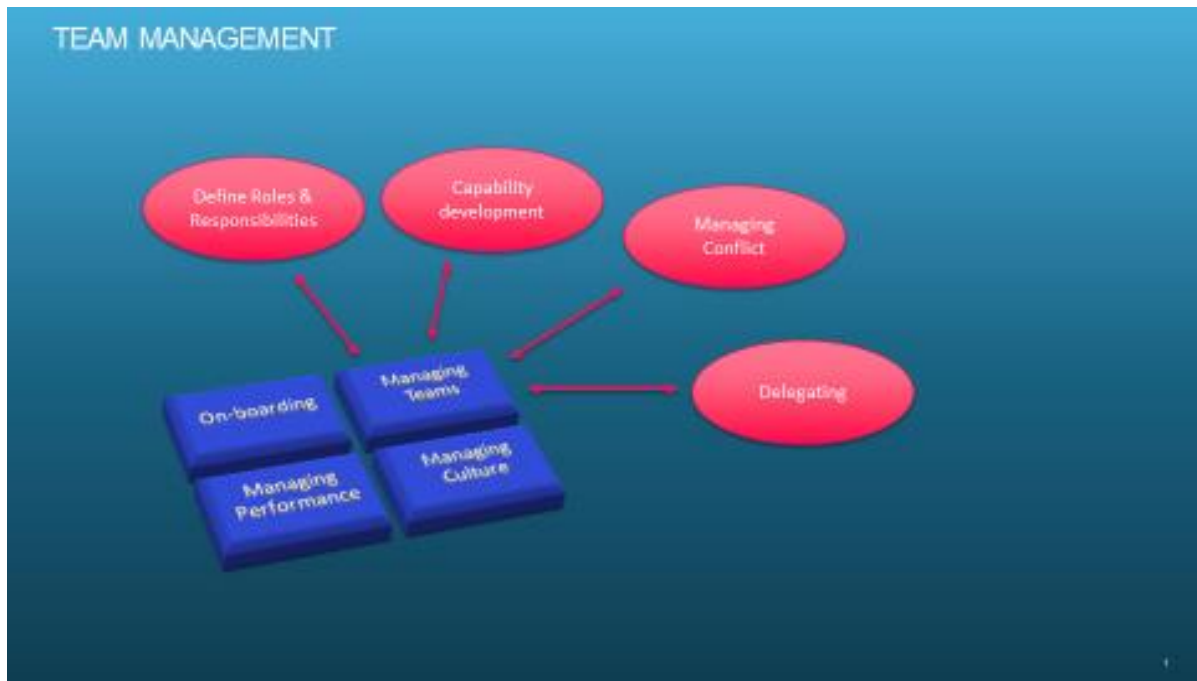 TEAM MANAGEMENT
Define Roles &
Responsibilities
Capability
development
Managing
Conflict
Delegating
On-boarding
Managing
Teams
Managing
Performance
Managing
Culture